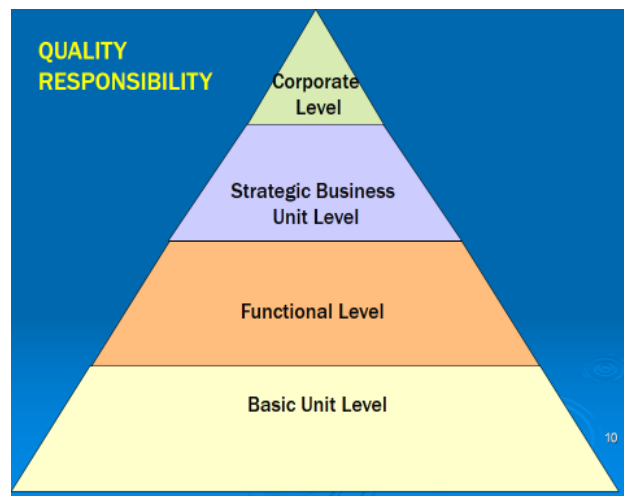 QUALITY
RESPONSIBILITY
Corporate
Level
Strategic Business
Unit Level
Functional Level
Basic Unit Level
10